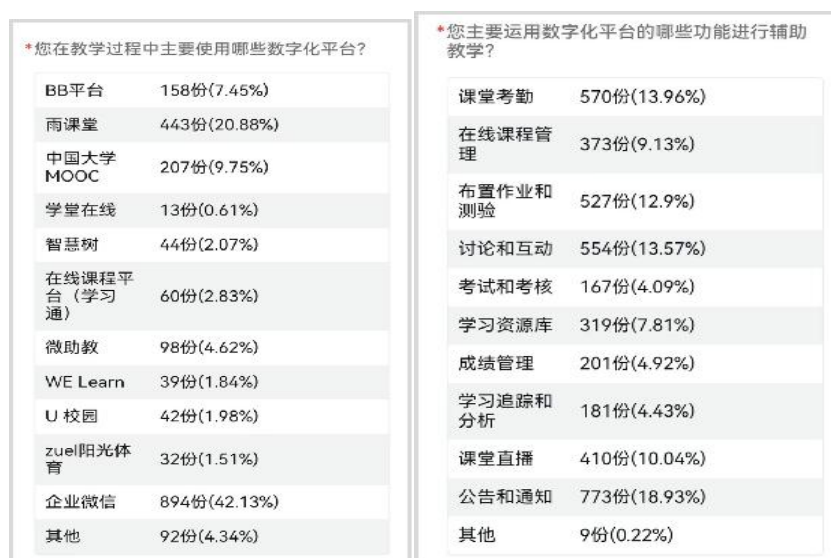 *您在教学过程中主要使用哪些数字化平台?
BB平台 158份(7.45%)
雨课堂 443份(20.88%)
中国大学
MOOC 207份(9.75%)
学堂在线 13份(0.61%)
智慧树 44份(2.07%)
在线课程平
台（学习
通） 60份(2.83%)
微助教 98份(4.62%)
WE Learn 39份(1.84%)
U 校园 42份(1.98%)
zuel阳光体
育 32份(1.51%)
企业微信 894份(42.13%)
其他 92份(4.34%)
*您主要运用数字化平台的哪些功能进行辅助
教学?
课堂考勤 570份(13.96%)
在线课程管
理 373份(9.13%)
布置作业和
测验 527份(12.9%)
讨论和互动 554份(13.57%)
考试和考核 167份(4.09%)
学习资源库 319份(7.81%)
成绩管理 201份(4.92%)
学习追踪和
分析 181份(4.43%)
课堂直播 410份(10.04%)
公告和通知 773份(18.93%)
其他 9份(0.22%)